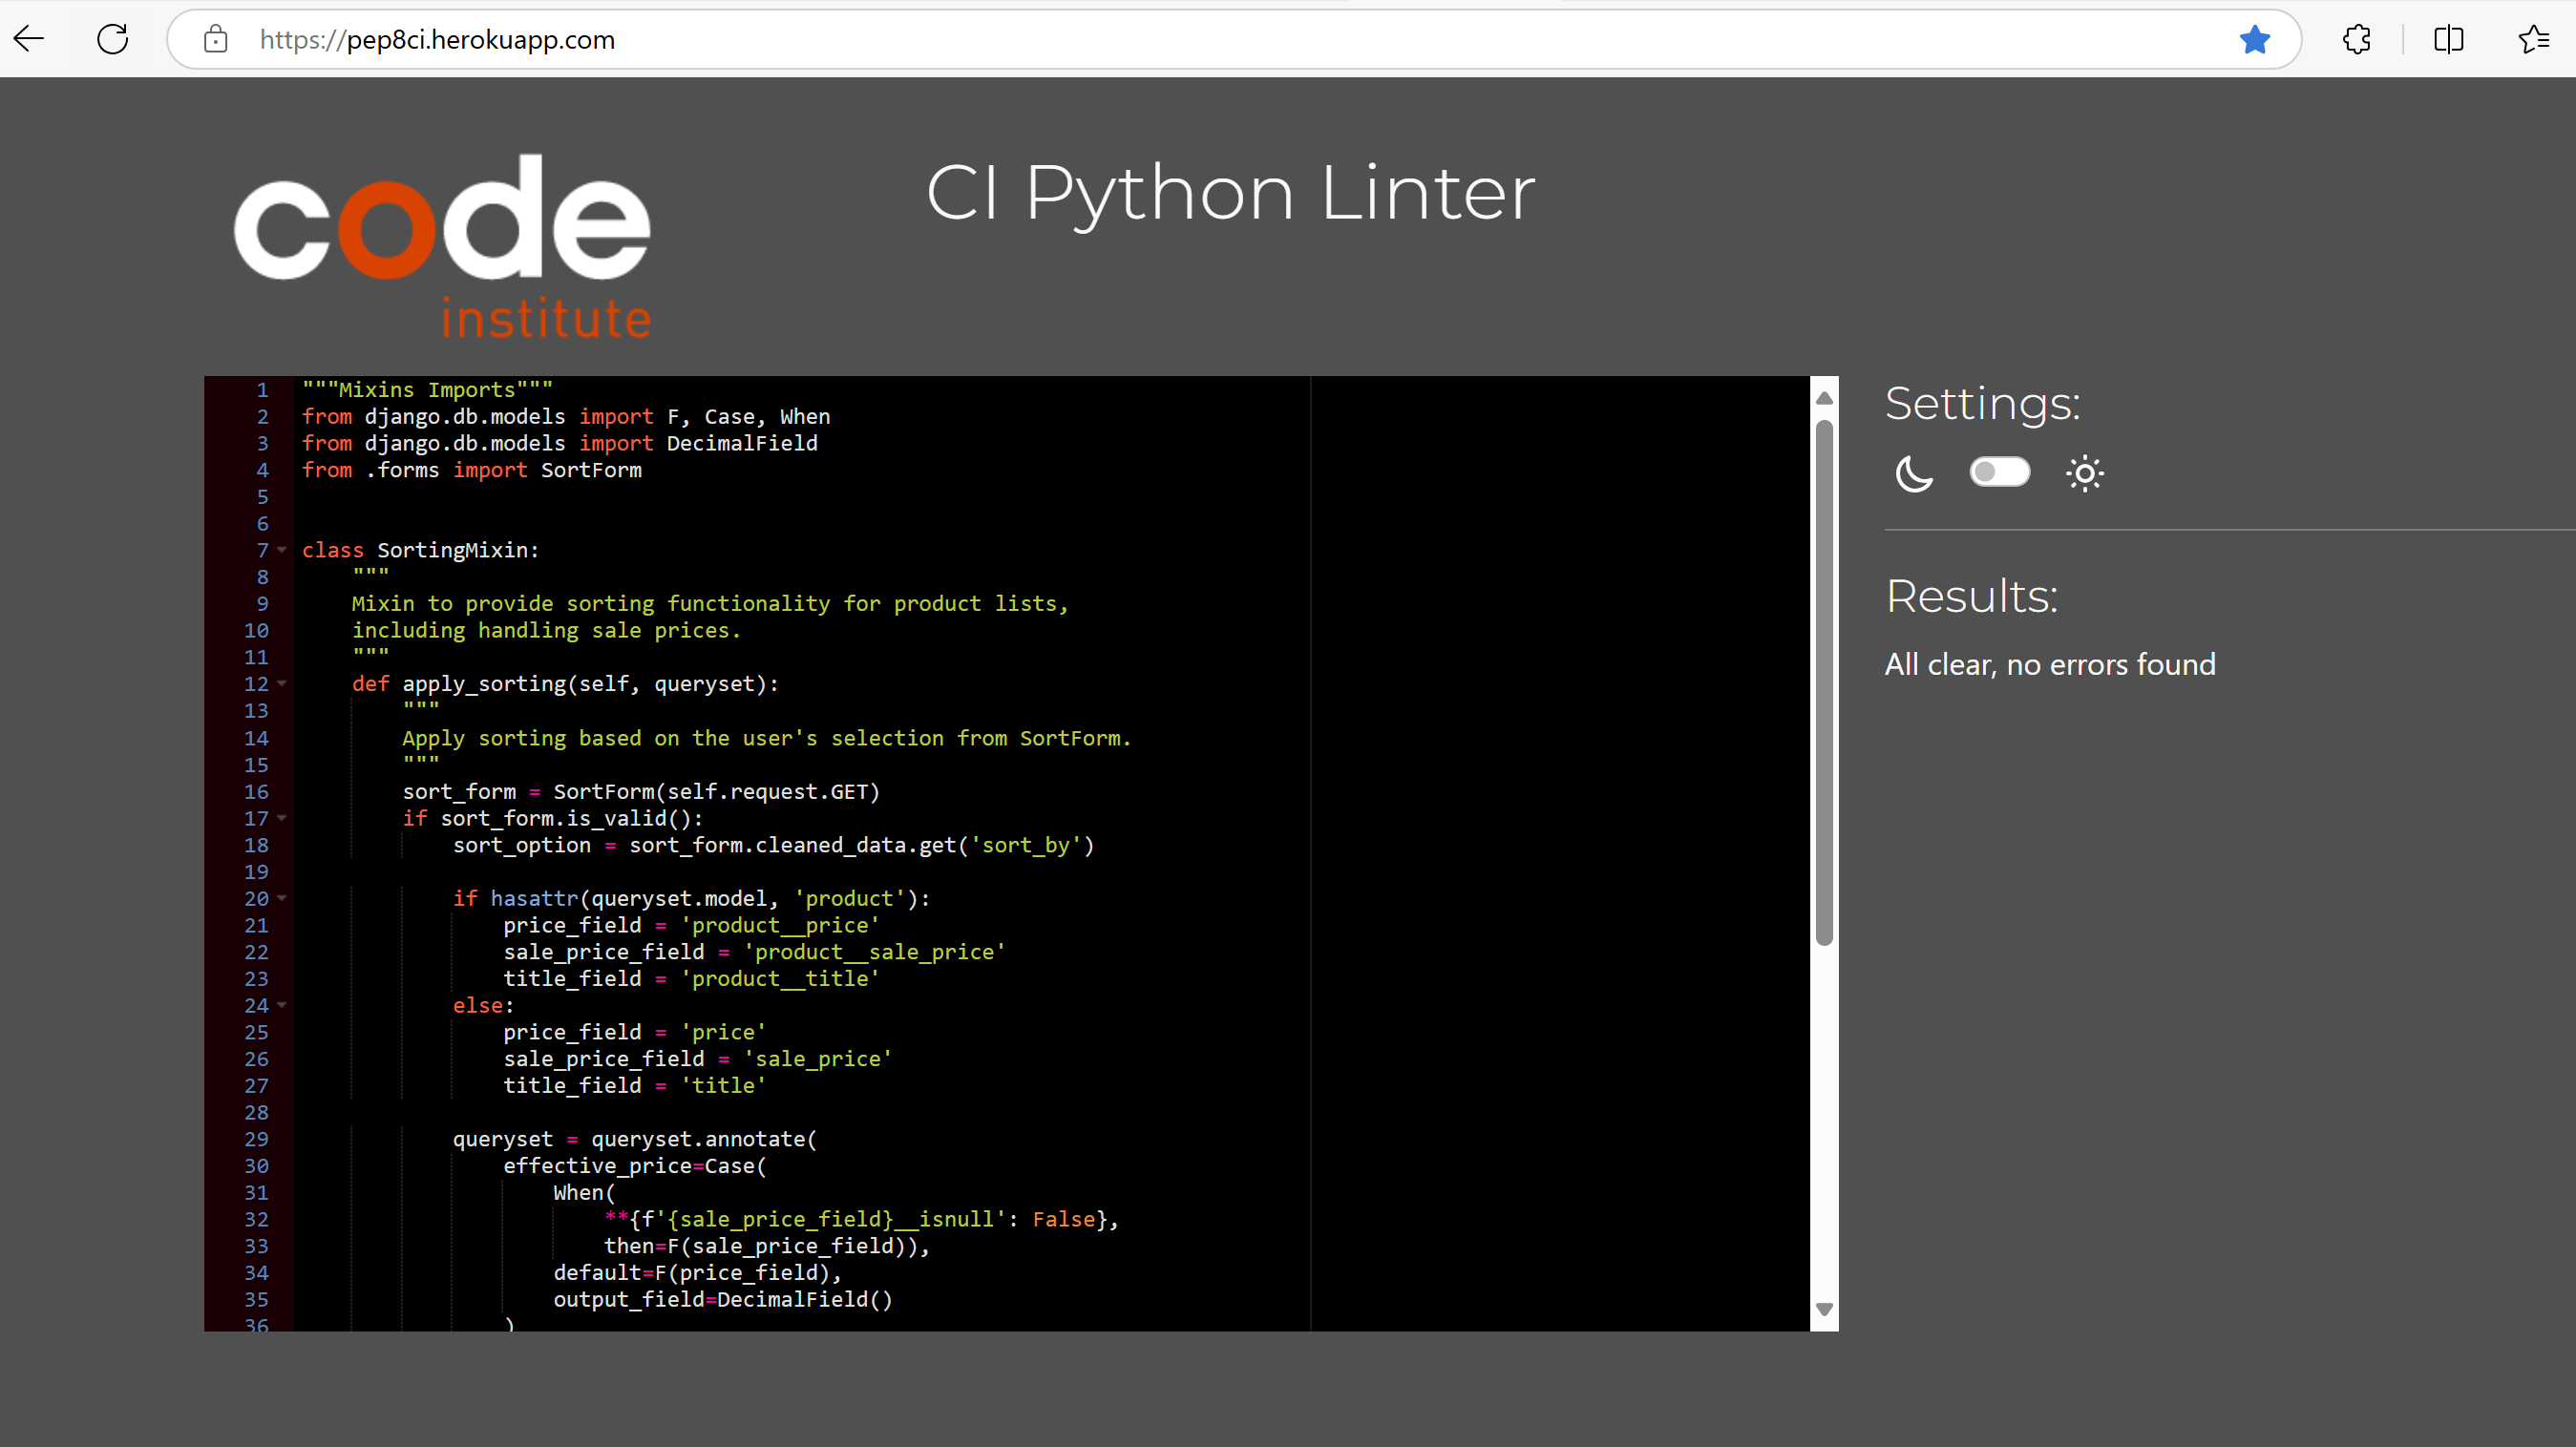 https://pep8ci.herokuapp.com
code
institute
CI Python Linter
1 """Mixins Imports"""
2 from django.db.models import F, Case, When
3 from django.db.models import DecimalField
4 from .forms import SortForm
5
6
7 class SortingMixin:
8     """
9     Mixin to provide sorting functionality for product lists,
10     including handling sale prices.
11     """
12     def apply_sorting(self, queryset):
13         """
14         Apply sorting based on the user's selection from SortForm.
15         """
16         sort_form = SortForm(self.request.GET)
17         if sort_form.is_valid():
18             sort_option = sort_form.cleaned_data.get('sort_by')
19
20             if hasattr(queryset.model, 'product'):
21                 price_field = 'product__price'
22                 sale_price_field = 'product__sale_price'
23                 title_field = 'product__title'
24             else:
25                 price_field = 'price'
26                 sale_price_field = 'sale_price'
27                 title_field = 'title'
28
29             queryset = queryset.annotate(
30                 effective_price=Case(
31                     When(
32                         **{f'{sale_price_field}__isnull': False},
33                         then=F(sale_price_field)),
34                     default=F(price_field),
35                     output_field=DecimalField()
36                 )
Settings:
Results:
All clear, no errors found